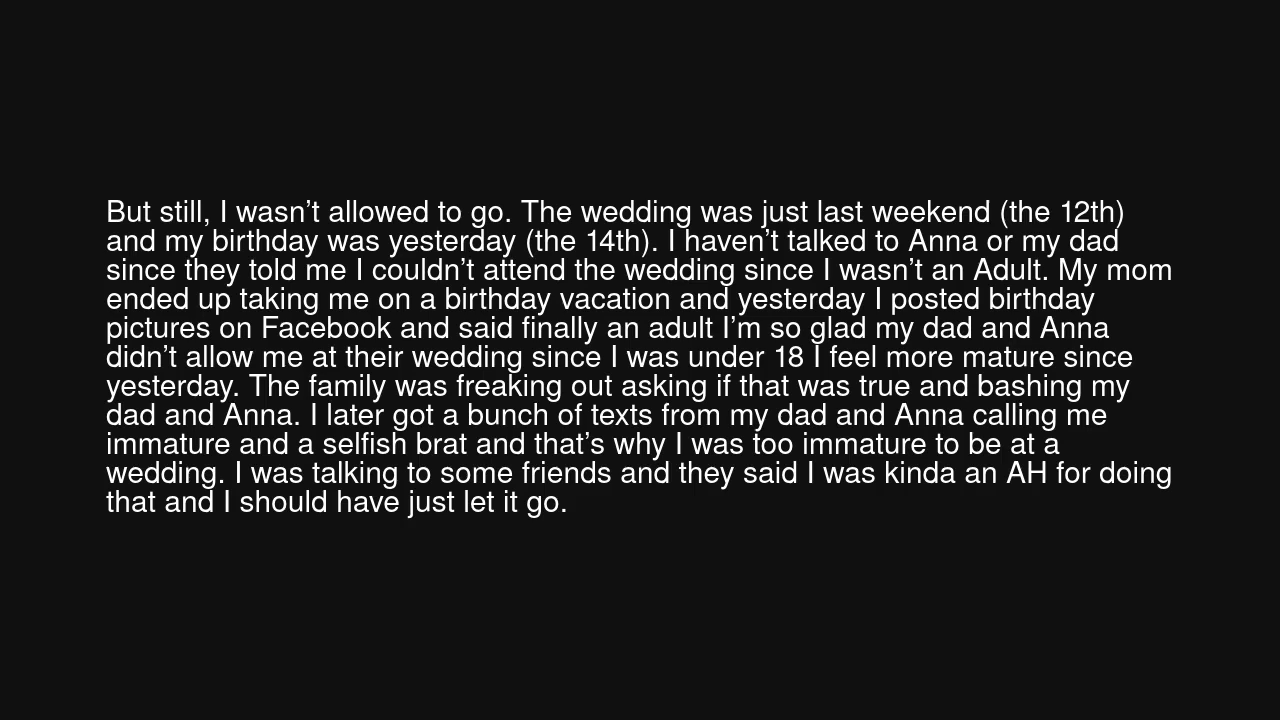 But still, I wasn’t allowed to go. The wedding was just last weekend (the 12th)
and my birthday was yesterday (the 14th). I haven’t talked to Anna or my dad
since they told me I couldn’t attend the wedding since I wasn’t an Adult. My mom
ended up taking me on a birthday vacation and yesterday I posted birthday
pictures on Facebook and said finally an adult I’m so glad my dad and Anna
didn’t allow me at their wedding since I was under 18 I feel more mature since
yesterday. The family was freaking out asking if that was true and bashing my
dad and Anna. I later got a bunch of texts from my dad and Anna calling me
immature and a selfish brat and that’s why I was too immature to be at a
wedding. I was talking to some friends and they said I was kinda an AH for doing
that and I should have just let it go.